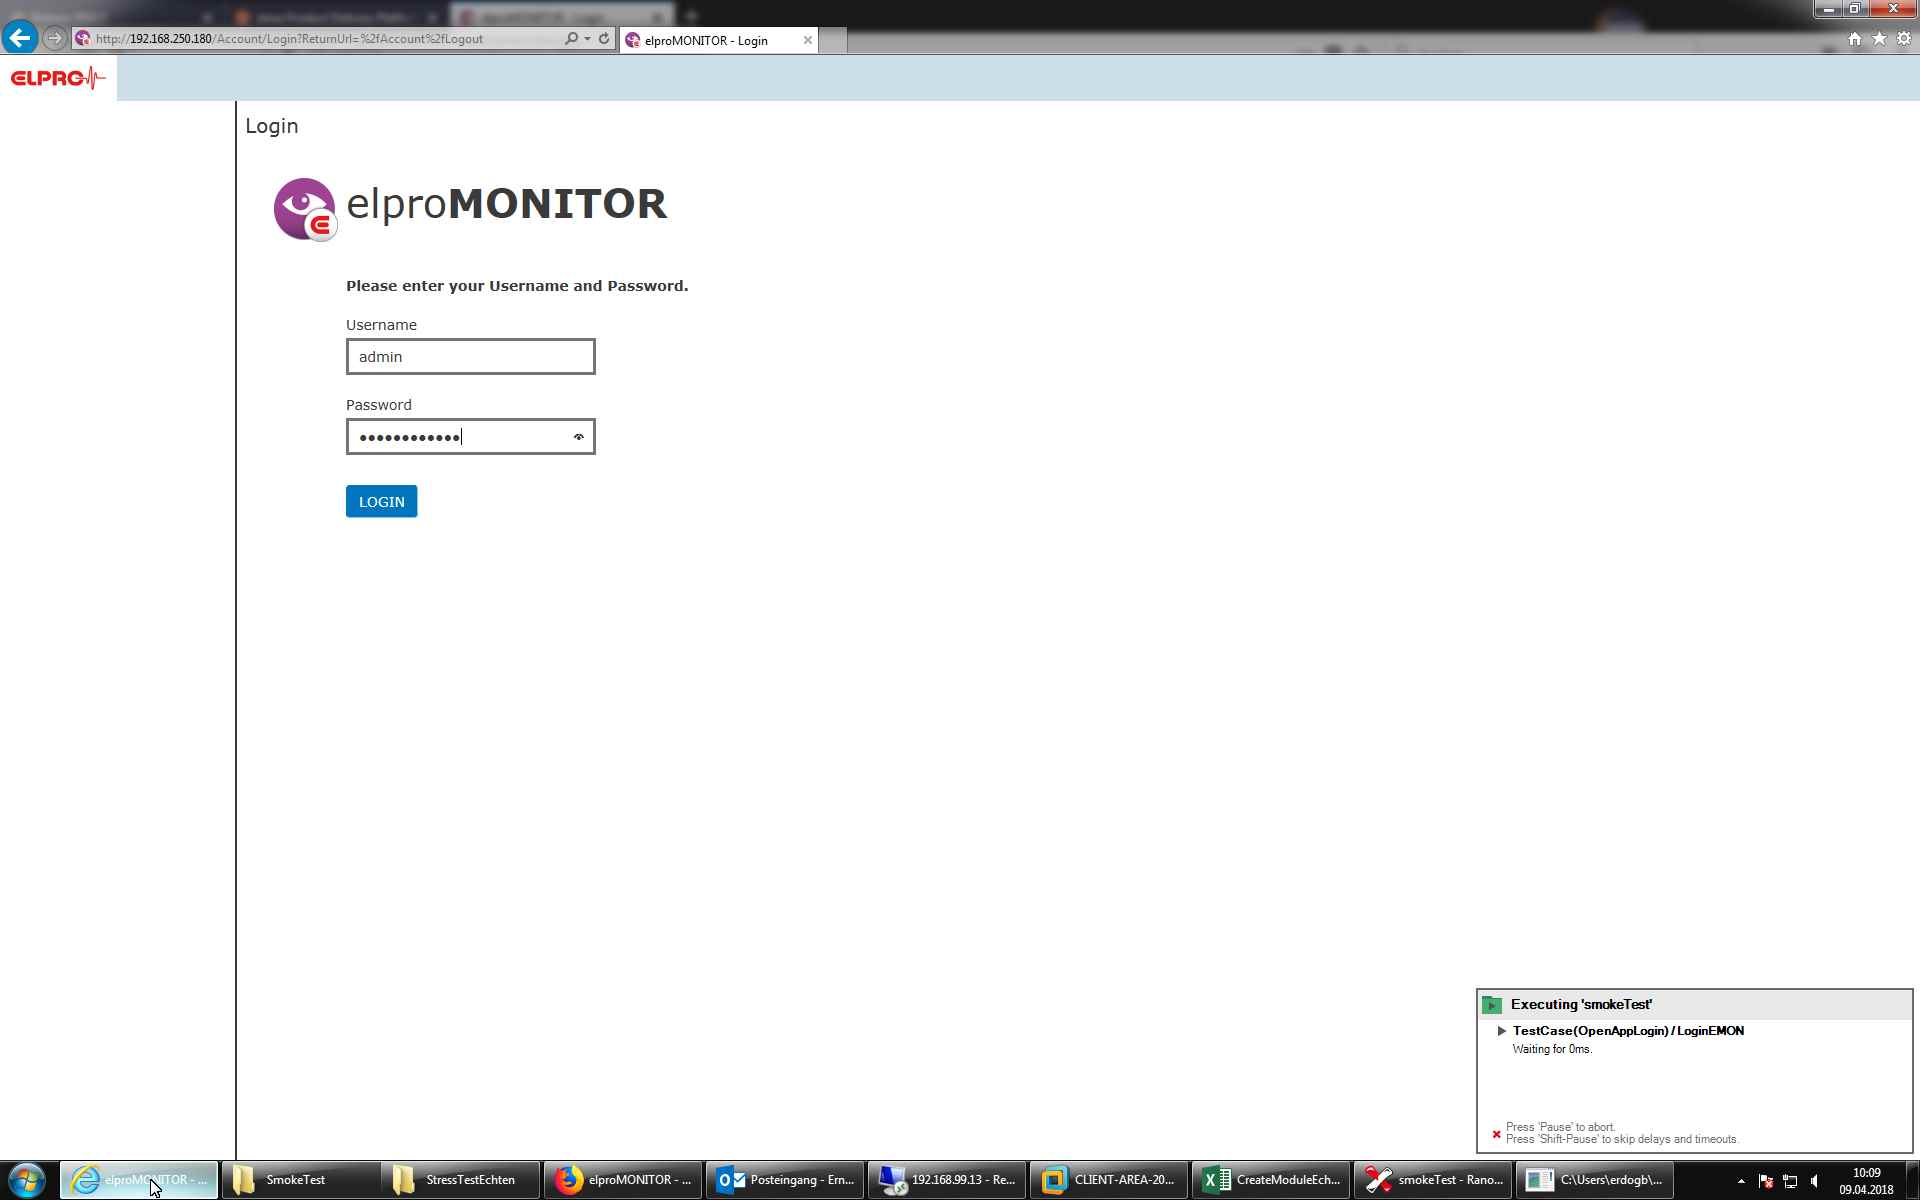 http://192.168.250.180/Account/Login?ReturnUrl=%2fAccount%2fLogout
elproMONITOR - Login
ELPRO
Login
elproMONITOR
Please enter your Username and Password.
Username
admin
Password
LOGIN
Executing 'smokeTest'
TestCase(OpenAppLogin) / LoginEMON
Waiting for 0ms.
Press 'Pause' to abort.
Press 'Shift-Pause' to skip delays and timeouts.
elproMONITOR - ...
SmokeTest
StressTestEchten
elproMONITOR - ...
Posteingang - Ern...
192.168.99.13 - Re...
CLIENT-AREA-20...
CreateModuleEch...
smokeTest - Rano...
C:\Users\erdogb\...
10:09
09.04.2018